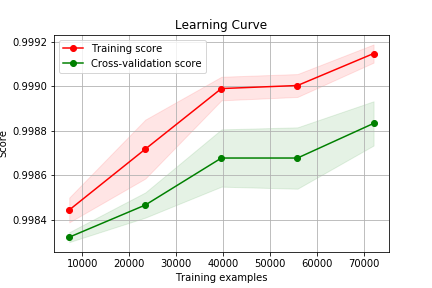 Learning Curve
Training score
Cross-validation score
0.9992
0.9990
0.9988
0.9986
0.9984
Score
10000 20000 30000 40000 50000 60000 70000
Training examples